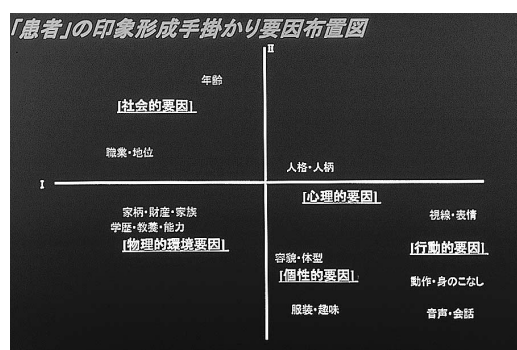 「患者」の印象形成手掛かり要因布置図
II
年齢
[社会的要因]
職業・地位
人格・人柄
I
[心理的要因]
家柄・財産・家族
学歴・教養・能力
[物理的環境要因]
視線・表情
[行動的要因]
容貌・体型
[個性的要因]
動作・身のこなし
服装・趣味
音声・会話